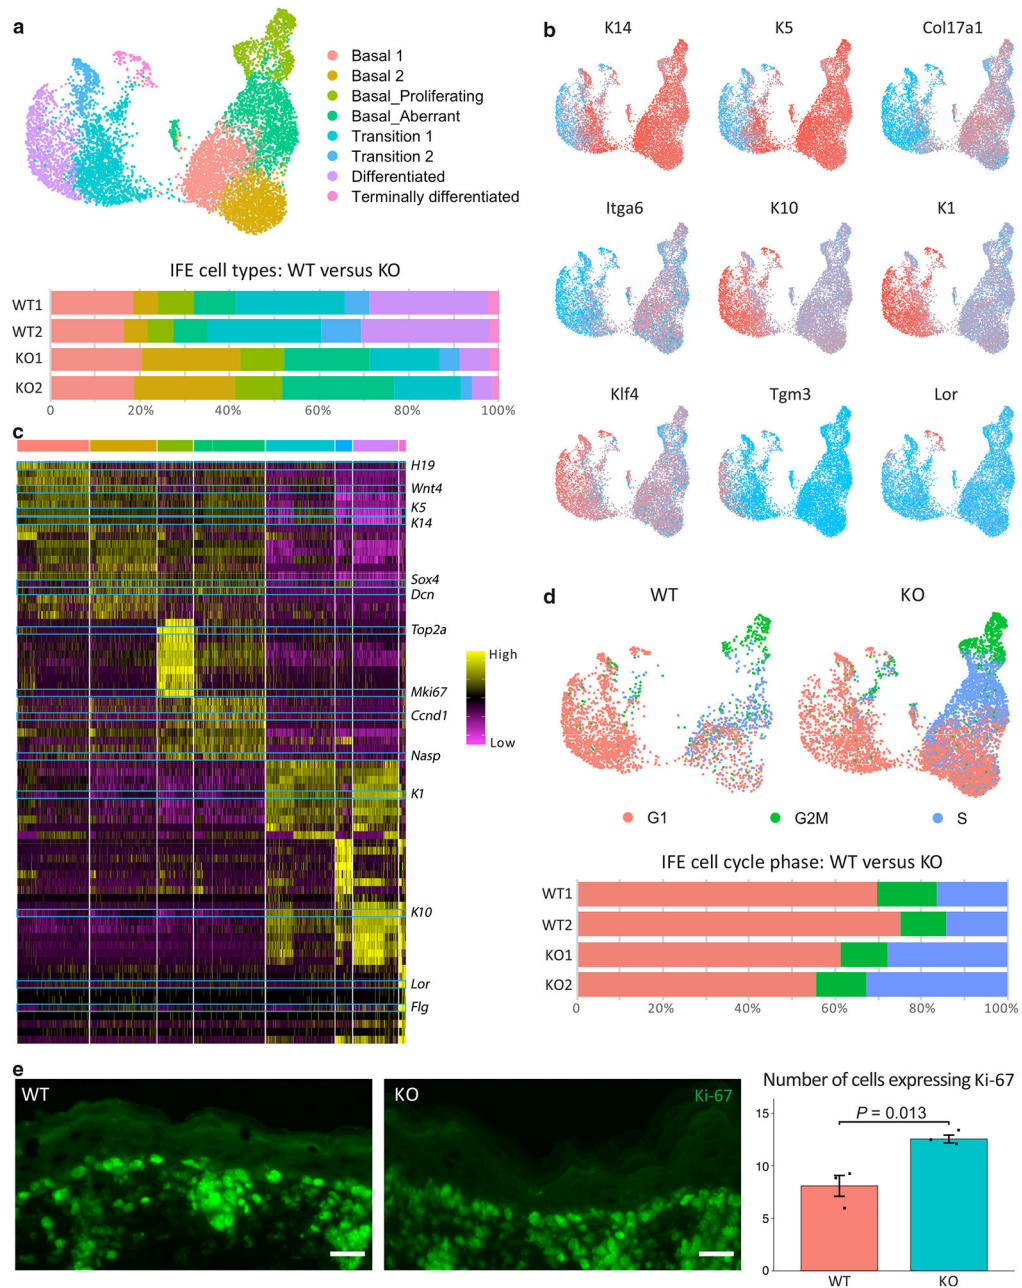 a
Basal 1
Basal 2
Basal_Proliferating
Basal_Aberrant
Transition 1
Transition 2
Differentiated
Terminally differentiated
IFE cell types: WT versus KO
WT1
WT2
KO1
KO2
0 20% 40% 60% 80% 100%
b
K14 K5 Col17a1
Itga6 K10 K1
Klf4 Tgm3 Lor
c
H19
Wnt4
K5
K14
Sox4
Dcn
Top2a
Mki67
Ccnd1
Nasp
K1
K10
Lor
Flg
High
Low
d
WT KO
G1 G2M S
IFE cell cycle phase: WT versus KO
WT1
WT2
KO1
KO2
0 20% 40% 60% 80% 100%
e
WT
KO
Ki-67
Number of cells expressing Ki-67
P = 0.013
15
10
5
0
WT KO